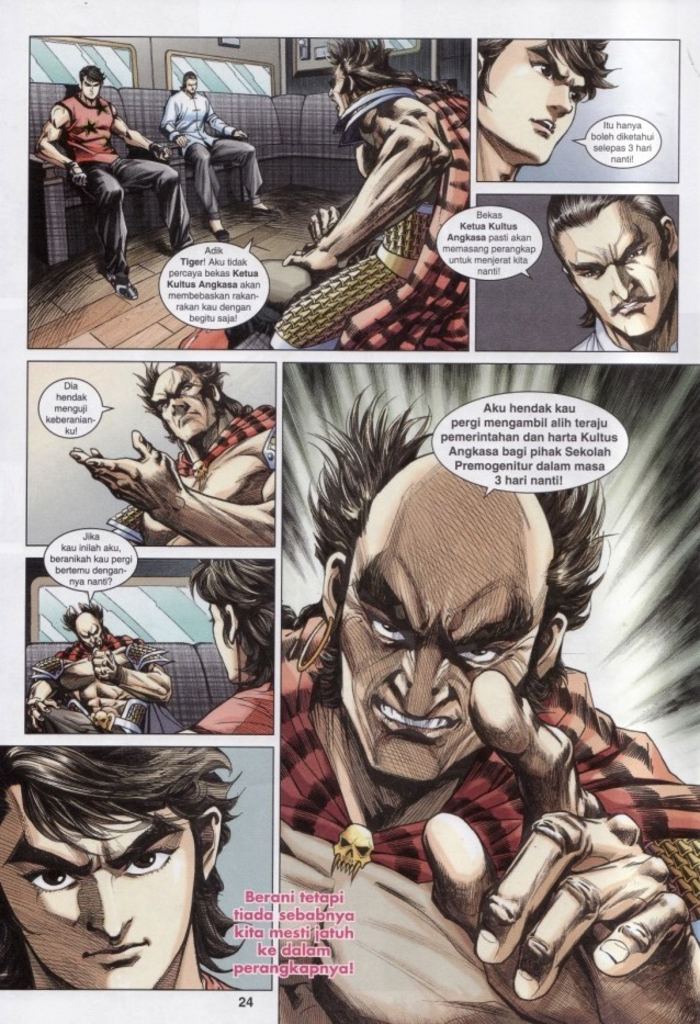 Adik
Tiger! Aku tidak
percaya bekas Ketua
Kultus Angkasa akan
membebaskan rakan-
rakan kau dengan
begitu saja!
Itu hanya
boleh diketahui
selepas 3 hari
nanti!
Bekas
Ketua Kultus
Angkasa pasti akan
memasang perangkap
untuk menjerat kita
nanti!
Dia
hendak
menguji
keberanian-
ku!
Jika
kau inilah aku,
beranikah kau pergi
bertemu dengan-
nya nanti?
Aku hendak kau
pergi mengambil alih teraju
pemerintahan dan harta Kultus
Angkasa bagi pihak Sekolah
Premogenitur dalam masa
3 hari nanti!
Berani tetapi
tiada sebabnya
kita mesti jatuh
ke dalam
perangkapnya!
24